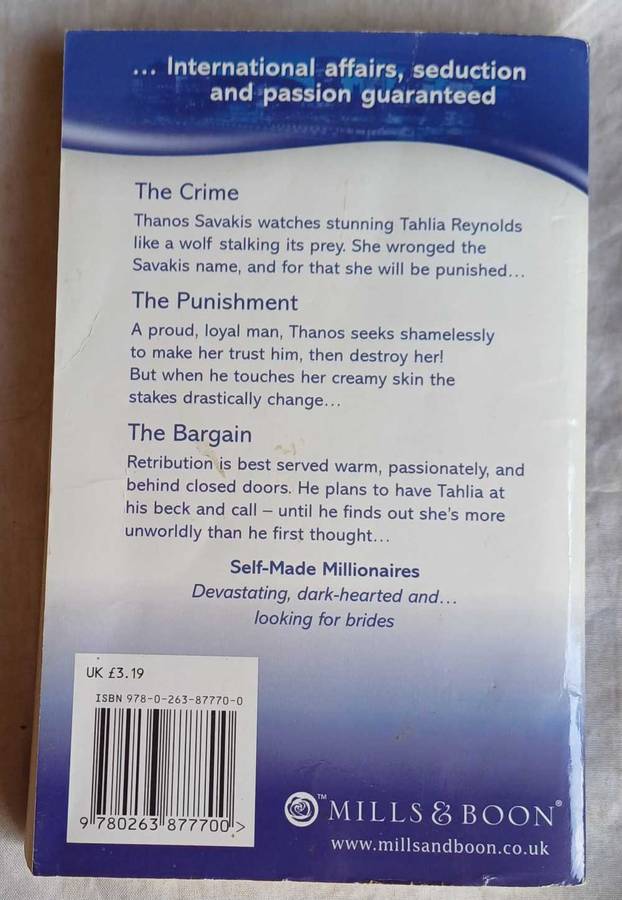 ... International affairs, seduction
and passion guaranteed
The Crime
Thanos Savakis watches stunning Tahlia Reynolds
like a wolf stalking its prey. She wronged the
Savakis name, and for that she will be punished...
The Punishment
A proud, loyal man, Thanos seeks shamelessly
to make her trust him, then destroy her!
But when he touches her creamy skin the
stakes drastically change...
The Bargain
Retribution is best served warm, passionately, and
behind closed doors. He plans to have Tahlia at
his beck and call – until he finds out she's more
unworldly than he first thought...
Self-Made Millionaires
Devastating, dark-hearted and...
looking for brides
UK £3.19
ISBN 978-0-263-87770-0
9 780263 877700 >
™ MILLS & BOON®
www.millsandboon.co.uk